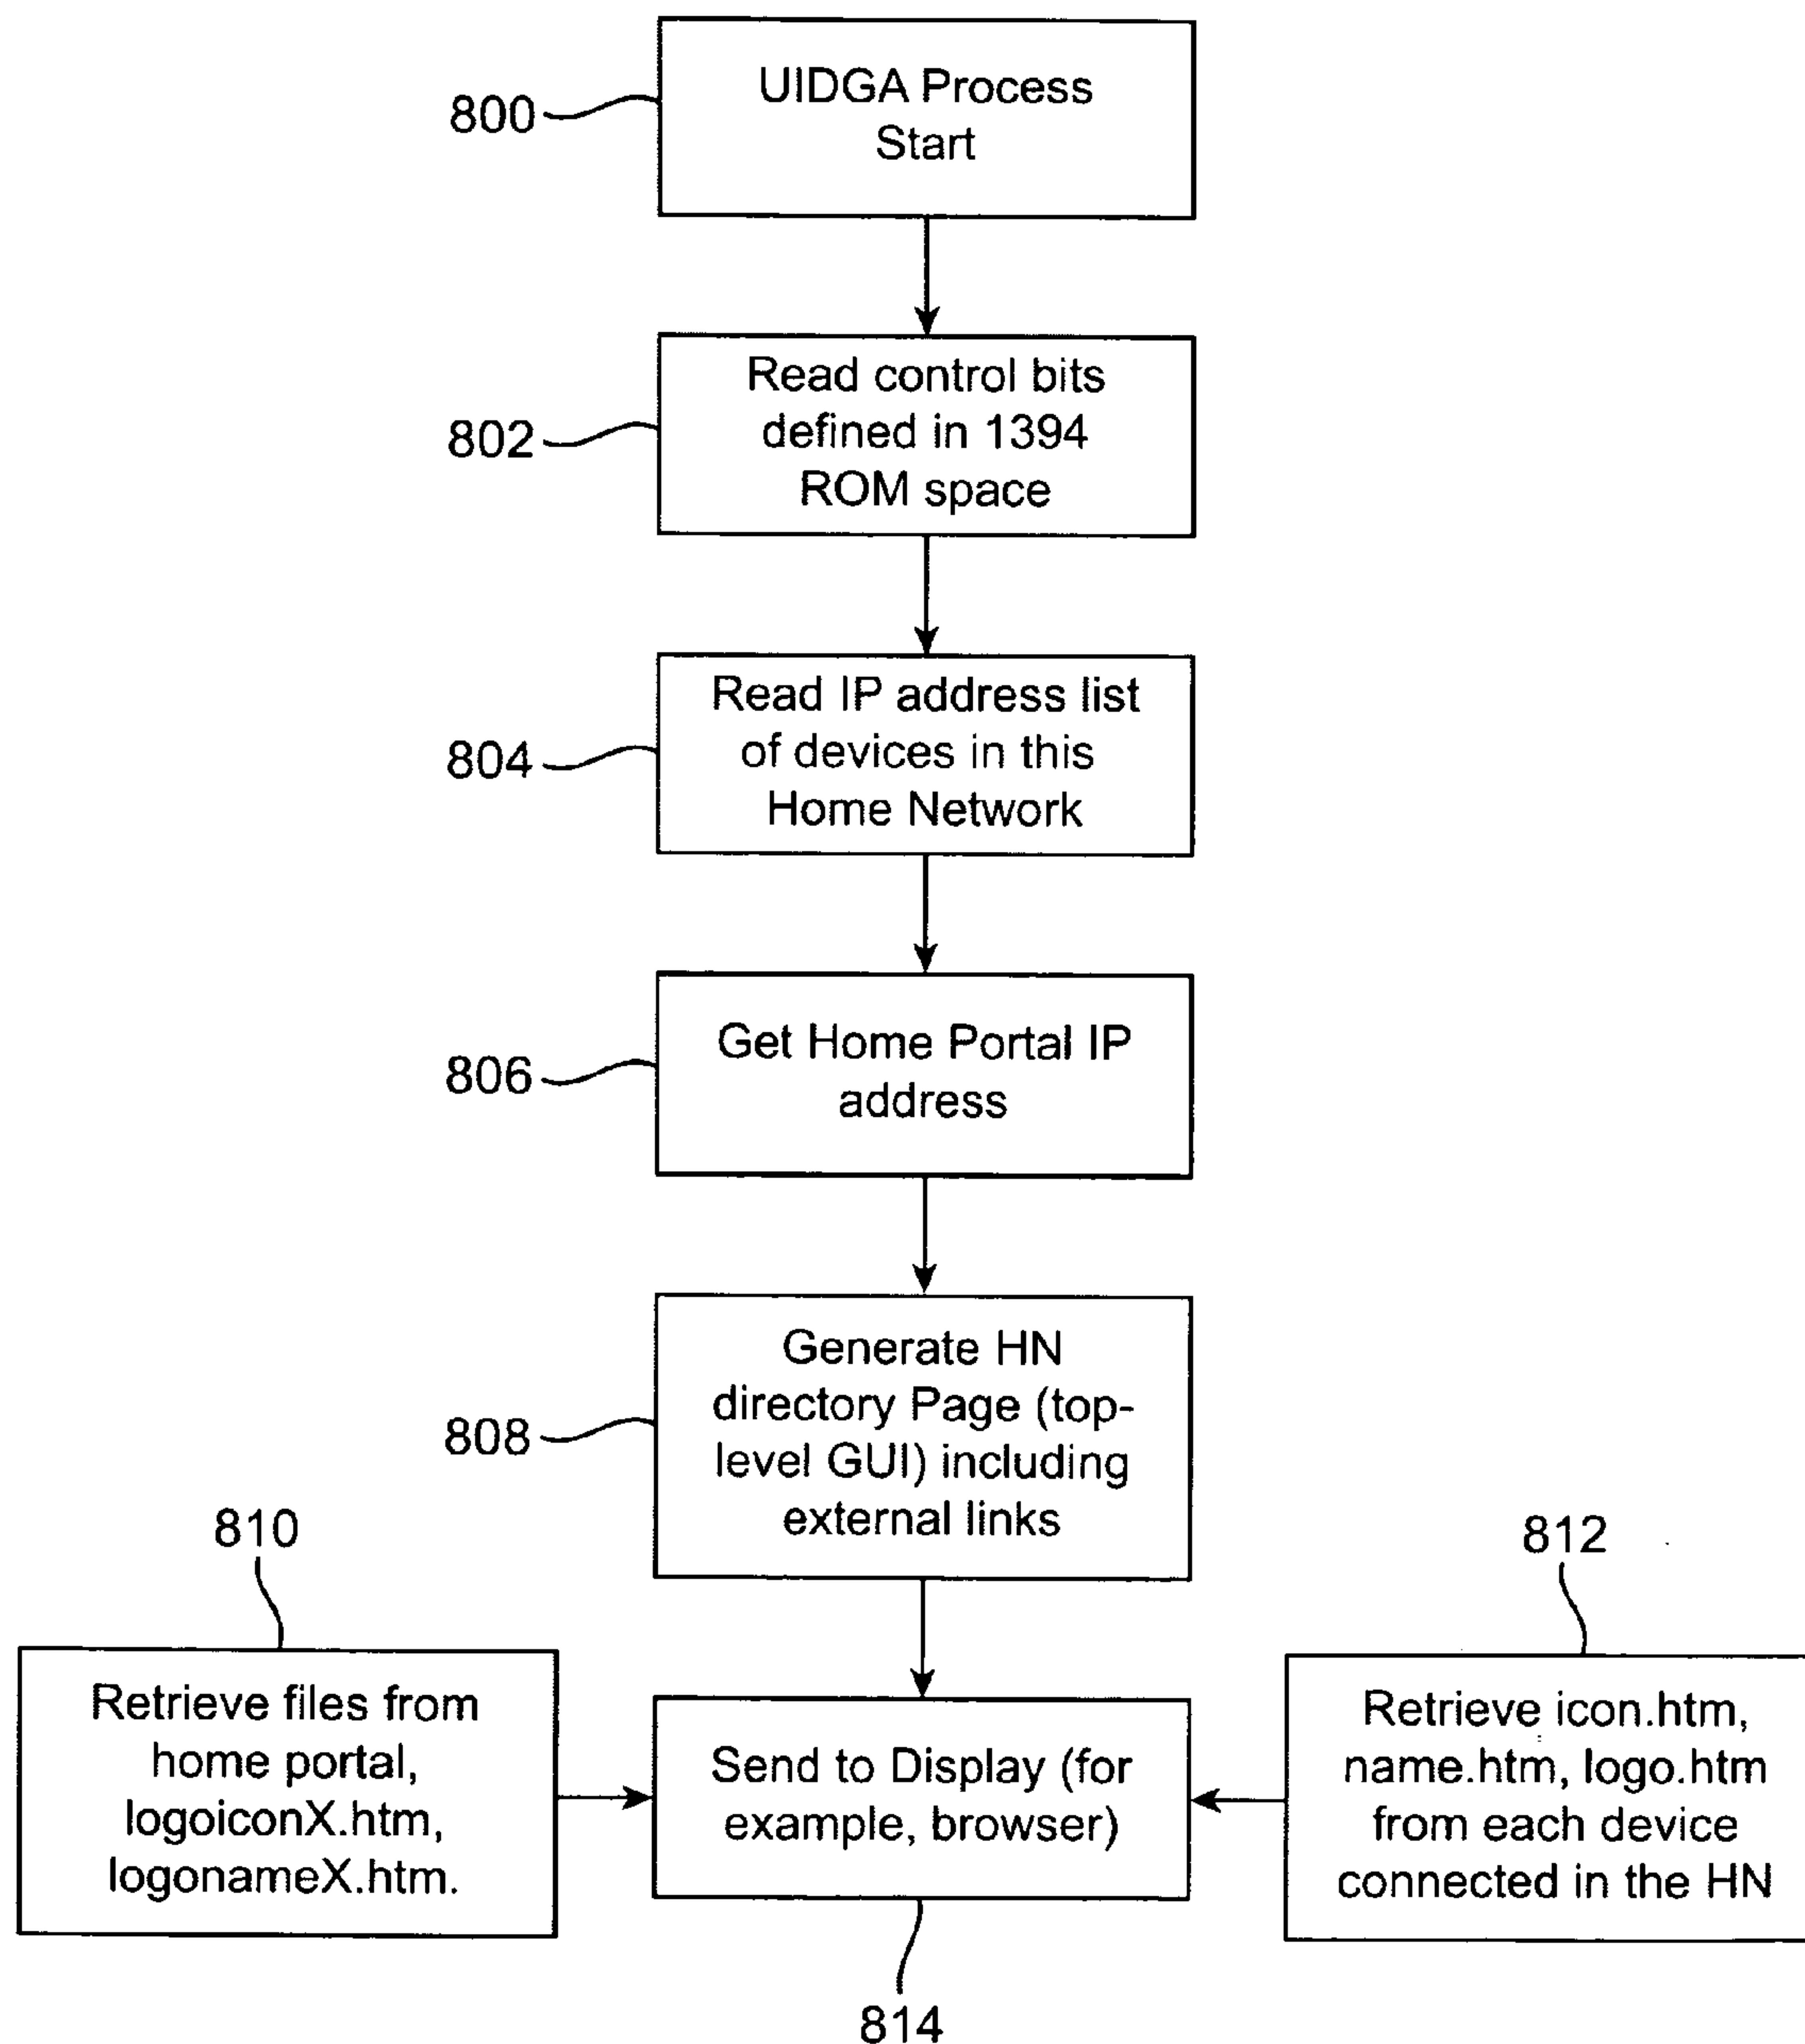 800
UIDGA Process
Start
802
Read control bits
defined in 1394
ROM space
804
Read IP address list
of devices in this
Home Network
806
Get Home Portal IP
address
808
Generate HN
directory Page (top-
level GUI) including
external links
810
Retrieve files from
home portal,
logoiconX.htm,
logonameX.htm.
814
Send to Display (for
example, browser)
812
Retrieve icon.htm,
name.htm, logo.htm
from each device
connected in the HN